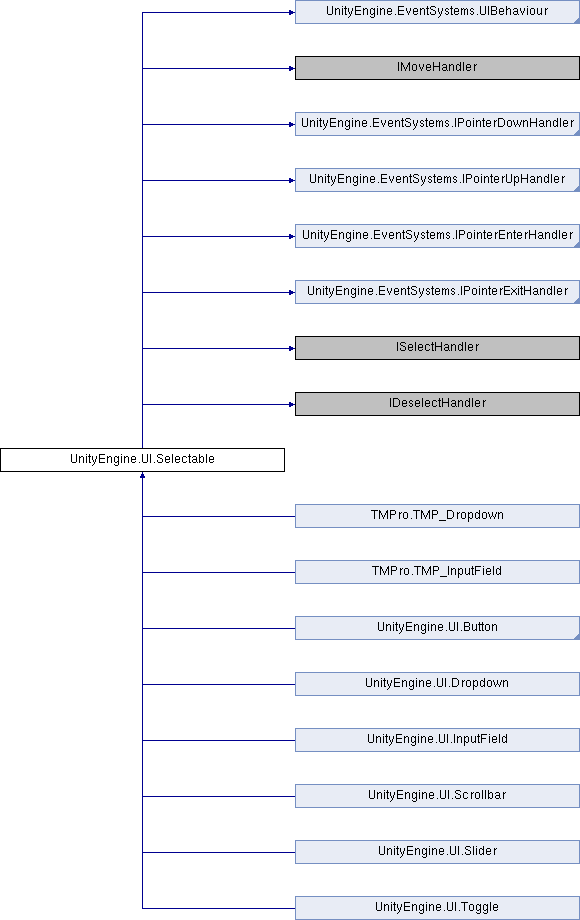 UnityEngine.EventSystems.UIBehaviour
IMoveHandler
UnityEngine.EventSystems.IPointerDownHandler
UnityEngine.EventSystems.IPointerUpHandler
UnityEngine.EventSystems.IPointerEnterHandler
UnityEngine.EventSystems.IPointerExitHandler
ISelectHandler
IDeselectHandler
UnityEngine.UI.Selectable
TMPro.TMP_Dropdown
TMPro.TMP_InputField
UnityEngine.UI.Button
UnityEngine.UI.Dropdown
UnityEngine.UI.InputField
UnityEngine.UI.Scrollbar
UnityEngine.UI.Slider
UnityEngine.UI.Toggle